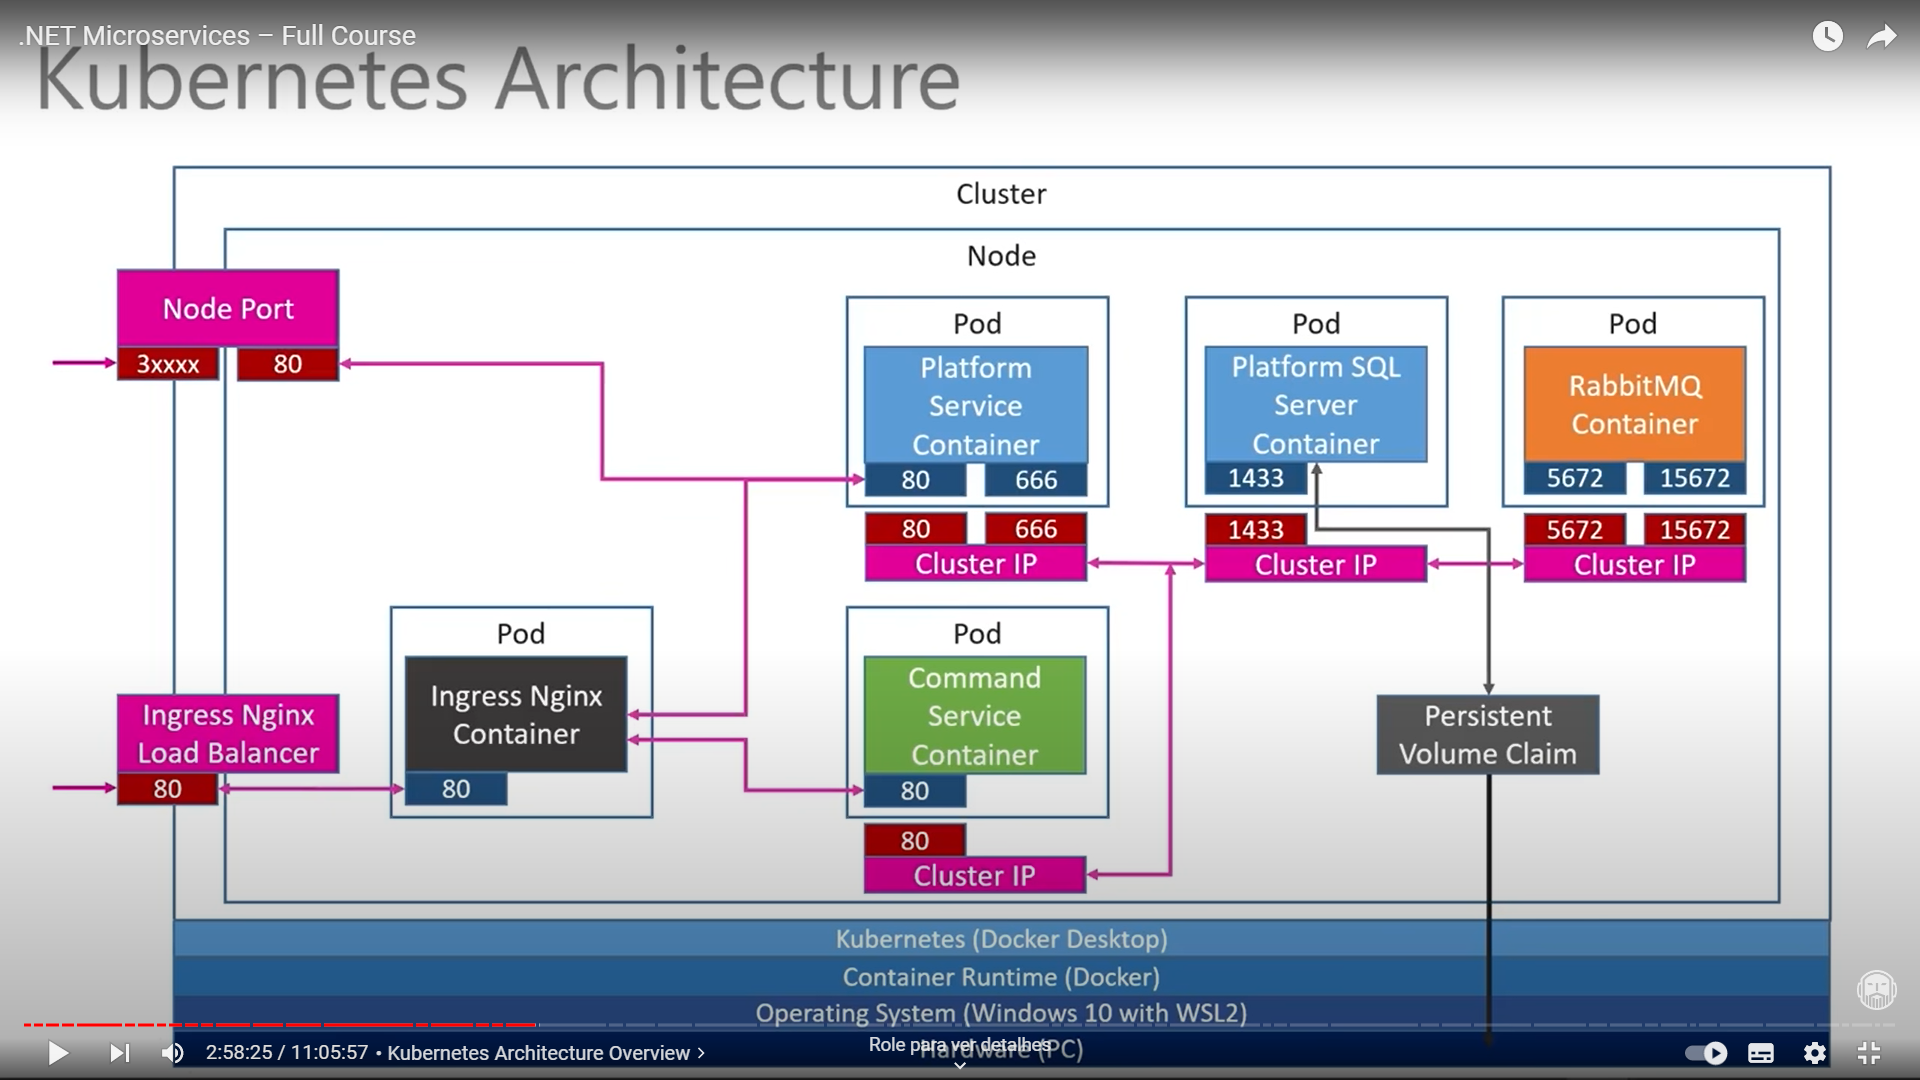 .NET Microservices – Full Course
Kubernetes Architecture
Cluster
Node
Node Port
3xxxx
80
Pod
Platform
Service
Container
80
666
80
666
Cluster IP
Pod
Platform SQL
Server
Container
1433
1433
Cluster IP
Pod
RabbitMQ
Container
5672
15672
5672
15672
Cluster IP
Ingress Nginx
Load Balancer
80
Pod
Ingress Nginx
Container
80
Pod
Command
Service
Container
80
80
Cluster IP
Persistent
Volume Claim
Kubernetes (Docker Desktop)
Container Runtime (Docker)
Operating System (Windows 10 with WSL2)
Hardware (PC)
Role para ver detalhes
2:58:25 / 11:05:57 • Kubernetes Architecture Overview